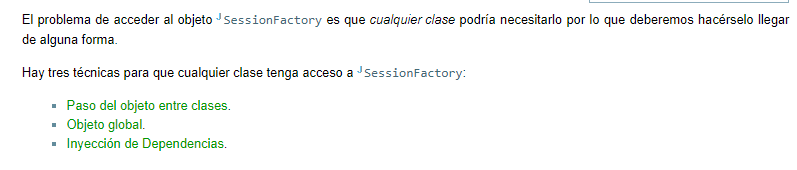 El problema de acceder al objeto J SessionFactory es que cualquier clase podría necesitarlo por lo que deberemos hacérselo llegar
de alguna forma.
Hay tres técnicas para que cualquier clase tenga acceso a J SessionFactory:
Paso del objeto entre clases.
Objeto global.
Inyección de Dependencias.